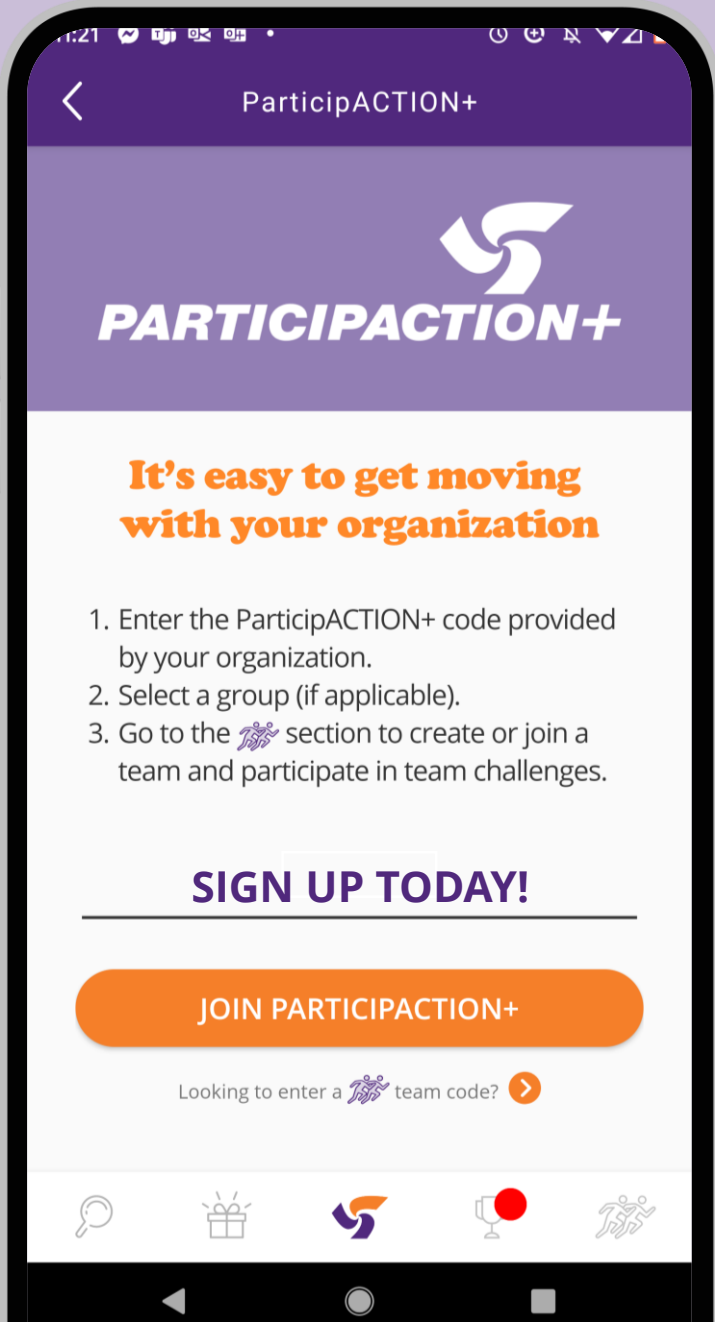 11:21
ParticipACTION+
PARTICIPACTION+
It's easy to get moving
with your organization
1. Enter the ParticipACTION+ code provided
by your organization.
2. Select a group (if applicable).
3. Go to the section to create or join a
team and participate in team challenges.
SIGN UP TODAY!
JOIN PARTICIPACTION+
Looking to enter a team code?